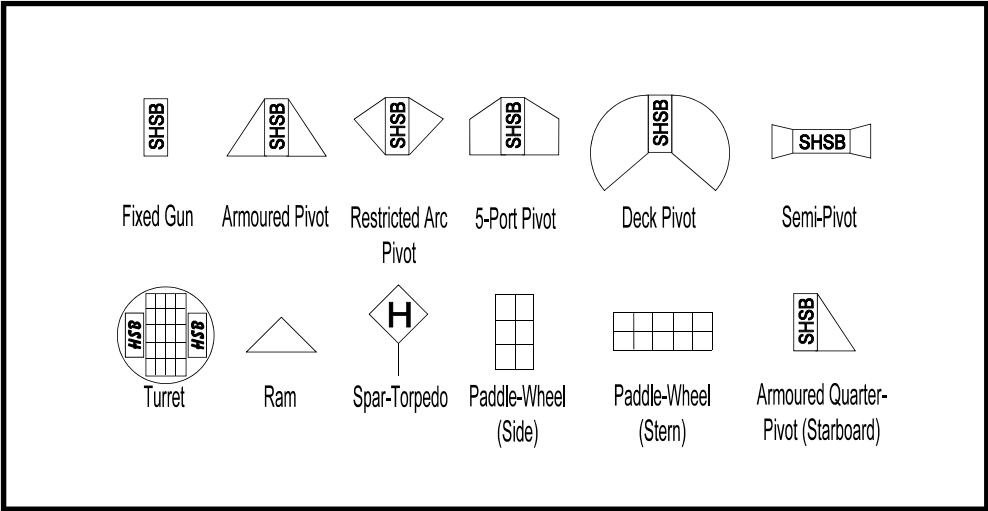 SHSB SHSB SHSB SHSB SHSB SHSB
Fixed Gun Armoured Pivot Restricted Arc 5-Port Pivot Deck Pivot Semi-Pivot
Pivot
HSB HSB H SHSB
Turret Ram Spar-Torpedo Paddle-Wheel Paddle-Wheel Armoured Quarter-
(Side) (Stern) Pivot (Starboard)